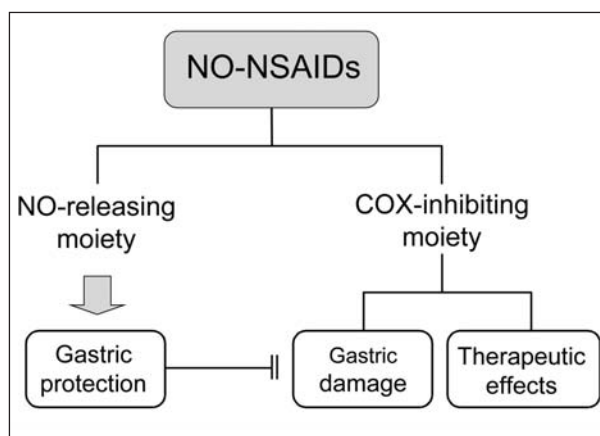 NO-NSAIDs
NO-releasing
moiety
COX-inhibiting
moiety
Gastric
protection
Gastric
damage
Therapeutic
effects